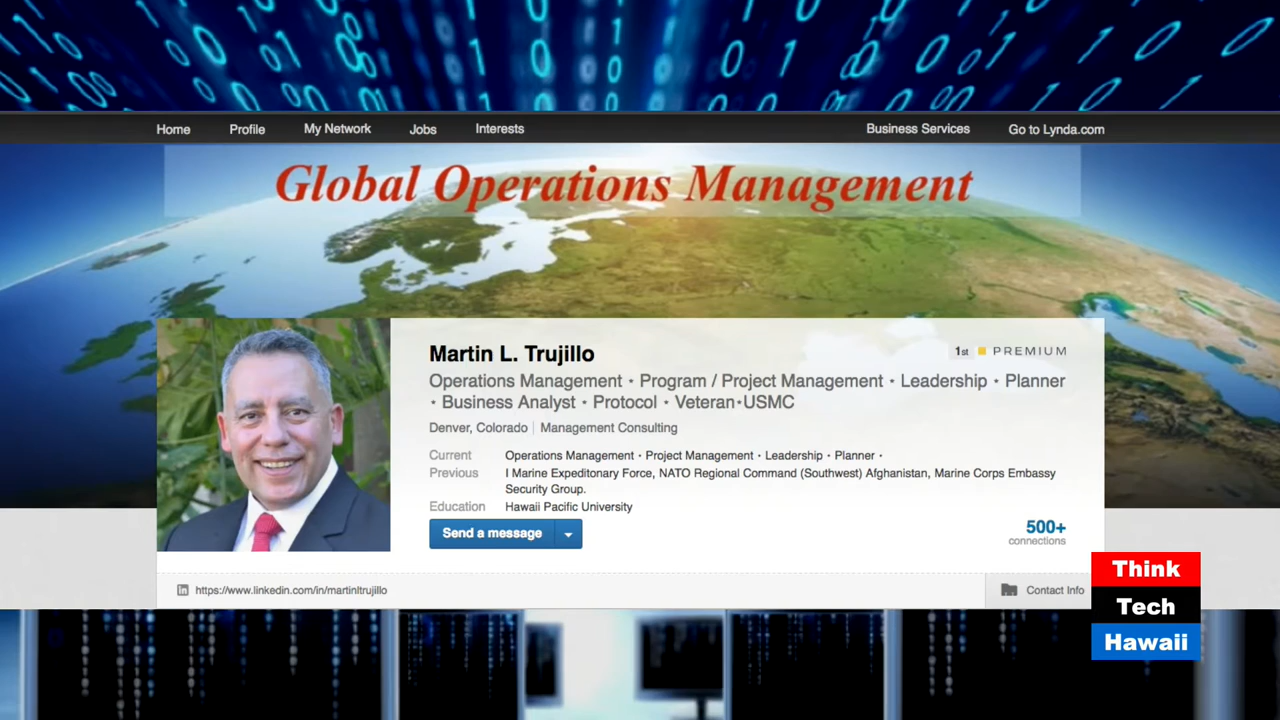 Home Profile My Network Jobs Interests Business Services Go to Lynda.com
Global Operations Management
Martin L. Trujillo
1st PREMIUM
Operations Management • Program / Project Management • Leadership • Planner
• Business Analyst • Protocol • Veteran•USMC
Denver, Colorado | Management Consulting
Current Operations Management • Project Management • Leadership • Planner •
Previous I Marine Expeditonary Force, NATO Regional Command (Southwest) Afghanistan, Marine Corps Embassy
Security Group.
Education Hawaii Pacific University
Send a message
500+
connections
https://www.linkedin.com/in/martinltrujillo
Contact Info
Think
Tech
Hawaii